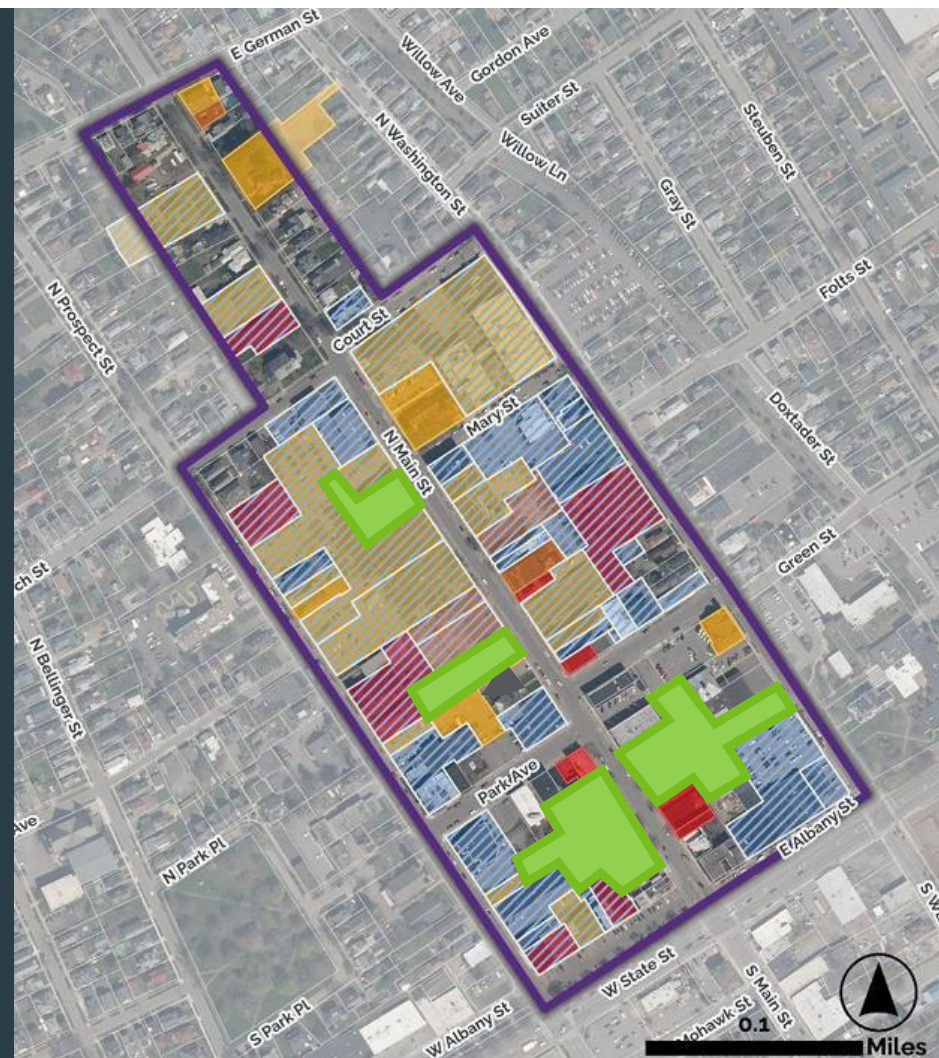 E German St
Willow Ave
Gordon Ave
Suiter St
N Washington St
Willow Ln
Steuben St
Gray St
Folts St
N Prospect St
Court St
Mary St
N Main St
Doxtader St
Green St
ch St
N Bellinger St
Park Ave
Ave
N Park Pl
E Albany St
S W
W State St
S Main St
S Park Pl
W Albany St
Mohawk St
0.1
Miles